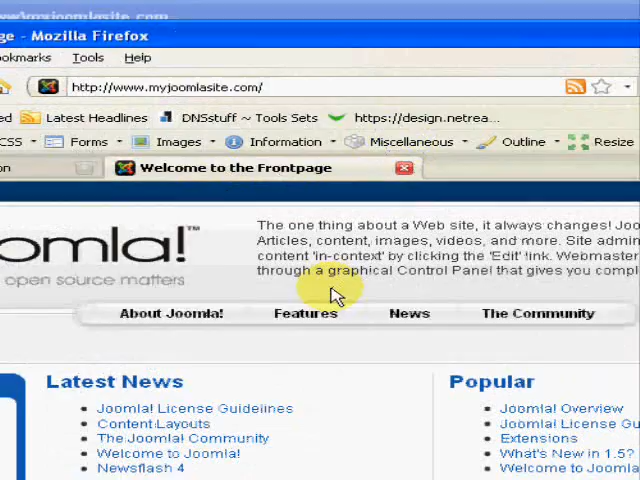 ge - Mozilla Firefox
ookmarks Tools Help
http://www.myjoomlasite.com/
ed Latest Headlines DNSstuff ~ Tools Sets https://design.netrea...
CSS Forms Images Information Miscellaneous Outline Resize
on Welcome to the Frontpage
oomla!™
open source matters
The one thing about a Web site, it always changes! Joo
Articles, content, images, videos, and more. Site admin
content 'in-context' by clicking the 'Edit' link. Webmaster
through a graphical Control Panel that gives you compl
About Joomla! Features News The Community
Latest News
Joomla! License Guidelines
Content Layouts
The Joomla! Community
Welcome to Joomla!
Newsflash 4
Popular
Joomla! Overview
Joomla! License Gu
Extensions
What's New in 1.5?
Welcome to Joomla